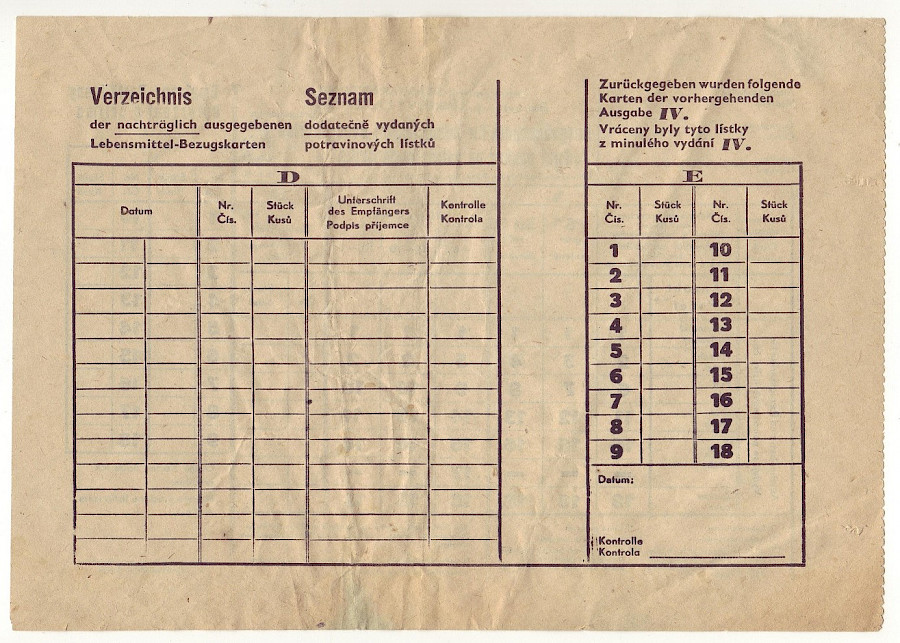 Verzeichnis
der nachträglich ausgegebenen
Lebensmittel-Bezugskarten
Seznam
dodatečně vydaných
potravinových lístků
Zurückgegeben wurden folgende
Karten der vorhergehenden
Ausgabe IV.
Vráceny byly tyto lístky
z minulého vydání IV.
D
Datum
Nr.
Čís.
Stück
Kusů
Unterschrift
des Empfängers
Podpis příjemce
Kontrolle
Kontrola
E
Nr.
Čís.
Stück
Kusů
Nr.
Čís.
Stück
Kusů
1 10
2 11
3 12
4 13
5 14
6 15
7 16
8 17
9 18
Datum:
Kontrolle
Kontrola